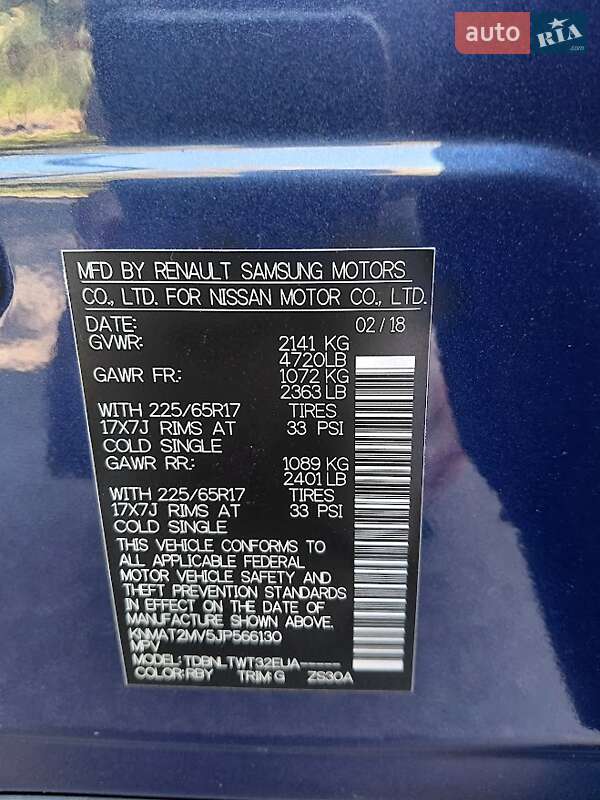 auto RIA.com
MFD BY RENAULT SAMSUNG MOTORS
CO., LTD. FOR NISSAN MOTOR CO., LTD.
DATE: 02/18
GVWR: 2141 KG
4720LB
GAWR FR: 1072 KG
2363 LB
WITH 225/65R17 TIRES
17X7J RIMS AT 33 PSI
COLD SINGLE
GAWR RR: 1089 KG
2401 LB
WITH 225/65R17 TIRES
17X7J RIMS AT 33 PSI
COLD SINGLE
THIS VEHICLE CONFORMS TO
ALL APPLICABLE FEDERAL
MOTOR VEHICLE SAFETY AND
THEFT PREVENTION STANDARDS
IN EFFECT ON THE DATE OF
MANUFACTURE SHOWN ABOVE.
KNMAT2MV5JP566130
MPV
MODEL: TDBNLTWT32EUA-----
COLOR:RBY TRIM:G ZS30A